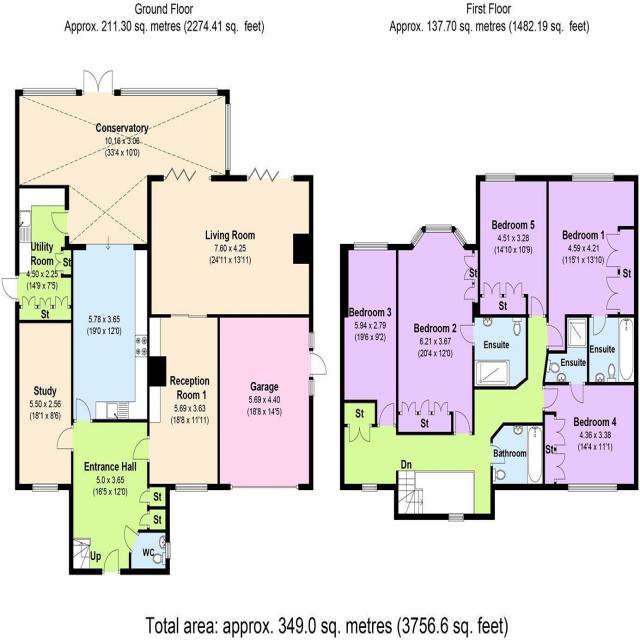 Ground Floor
Approx. 211.30 sq. metres (2274.41 sq. feet)
First Floor
Approx. 137.70 sq. metres (1482.19 sq. feet)
Conservatory
10.16 x 3.06
(33'4 x 10'0)
Living Room
7.60 x 4.25
(24'11 x 13'11)
Utility
Room
4.50 x 2.25
(14'9 x 7'5)
St
St
5.78 x 3.65
(19'0 x 12'0)
Study
5.50 x 2.56
(18'1 x 8'6)
Reception
Room 1
5.69 x 3.63
(18'8 x 11'11)
Garage
5.69 x 4.40
(18'8 x 14'5)
Entrance Hall
5.0 x 3.65
(16'5 x 12'0)
St
St
Up
WC
Bedroom 5
4.51 x 3.28
(14'10 x 10'9)
St
Bedroom 1
4.59 x 4.21
(115'1 x 13'10)
St
Bedroom 3
5.94 x 2.79
(19'6 x 9'2)
Bedroom 2
6.21 x 3.67
(20'4 x 12'0)
St
St
Ensuite
Ensuite
Ensuite
St
Bedroom 4
4.36 x 3.38
(14'4 x 11'1)
St
Bathroom
Dn
Total area: approx. 349.0 sq. metres (3756.6 sq. feet)